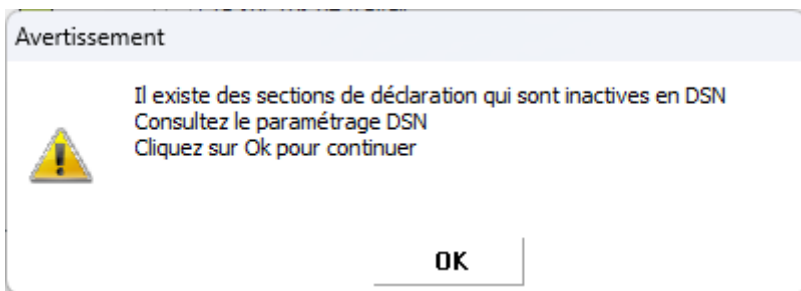 Avertissement
Il existe des sections de déclaration qui sont inactives en DSN
Consultez le paramétrage DSN
Cliquez sur Ok pour continuer
OK